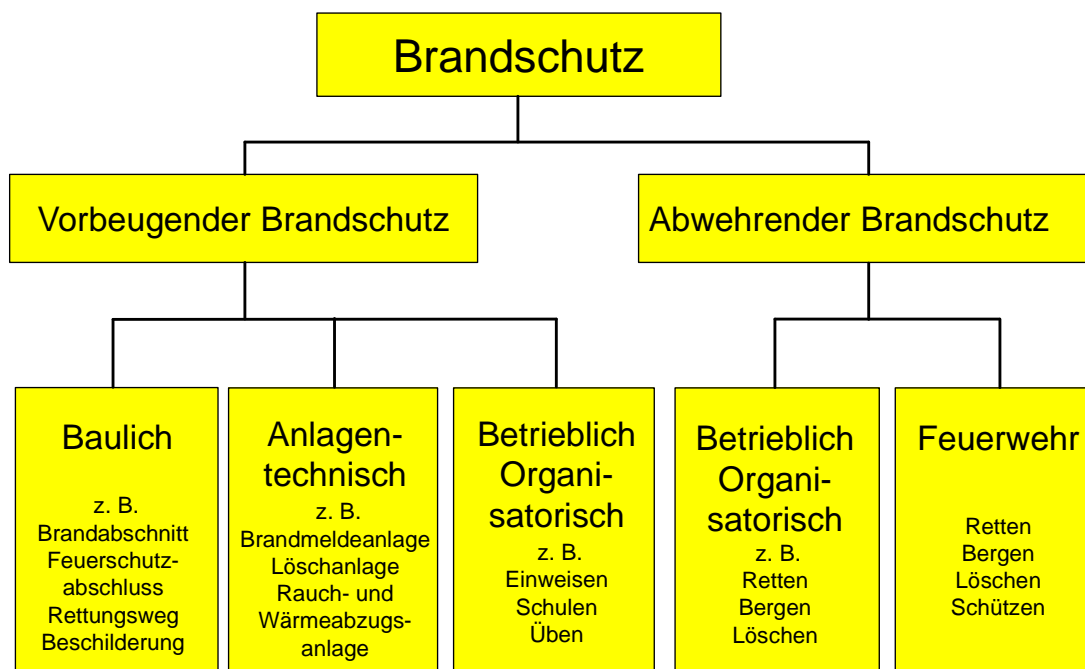 Brandschutz
Vorbeugender Brandschutz
Abwehrender Brandschutz
Baulich
z. B.
Brandabschnitt
Feuerschutz-
abschluss
Rettungsweg
Beschilderung
Anlagen-
technisch
z. B.
Brandmeldeanlage
Löschanlage
Rauch- und
Wärmeabzugs-
anlage
Betrieblich
Organi-
satorisch
z. B.
Einweisen
Schulen
Üben
Betrieblich
Organi-
satorisch
z. B.
Retten
Bergen
Löschen
Feuerwehr
Retten
Bergen
Löschen
Schützen